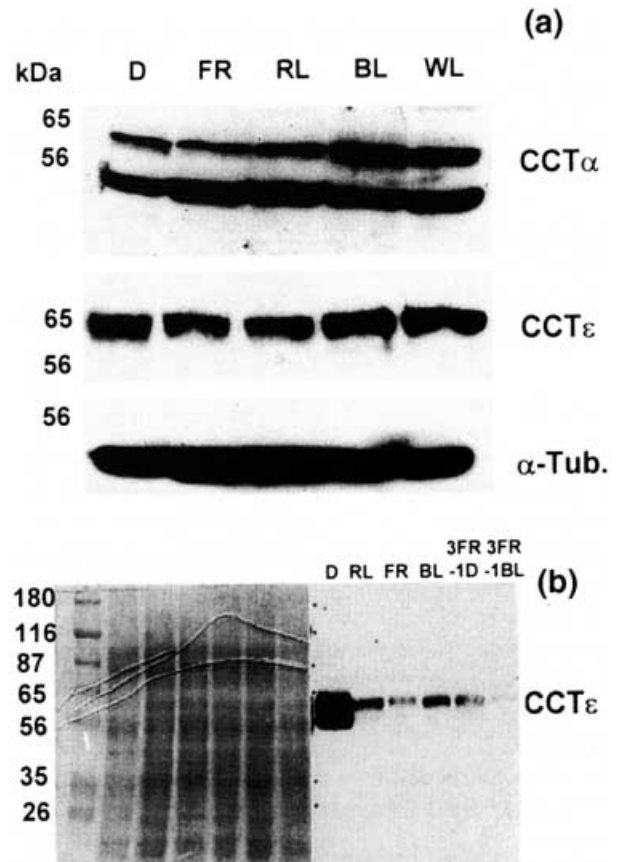 (a)
kDa D FR RL BL WL
65
56
CCTα
65
CCTε
56
56
α-Tub.
3FR 3FR
D RL FR BL -1D -1BL
(b)
180
116
87
65
CCTε
56
35
26